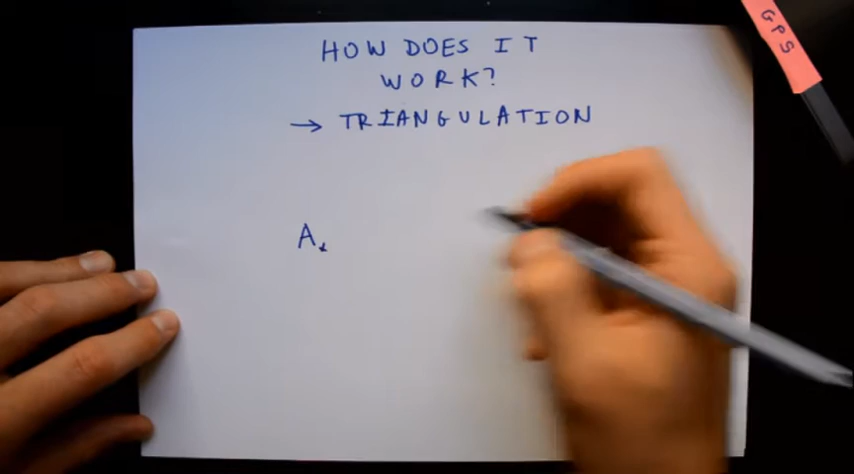 HOW DOES IT
WORK?
→ TRIANGULATION
A.
GPS